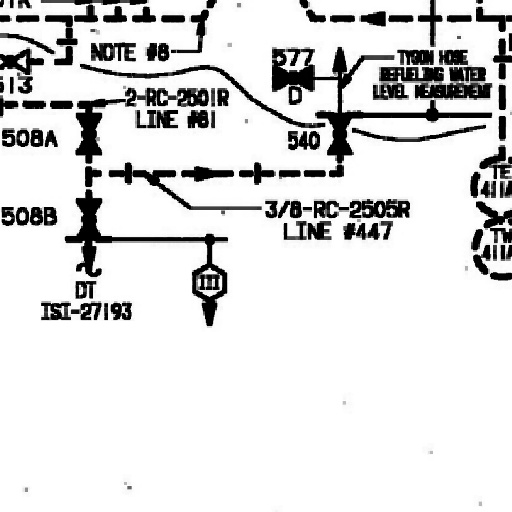 NOTE #8
577
D
TYGON HOSE
REFUELING WATER
LEVEL MEASUREMENT
513
2-RC-2501R
LINE #81
508A
540
TE
411A
508B
3/8-RC-2505R
LINE #447
TW
411A
III
DT
ISI-27193